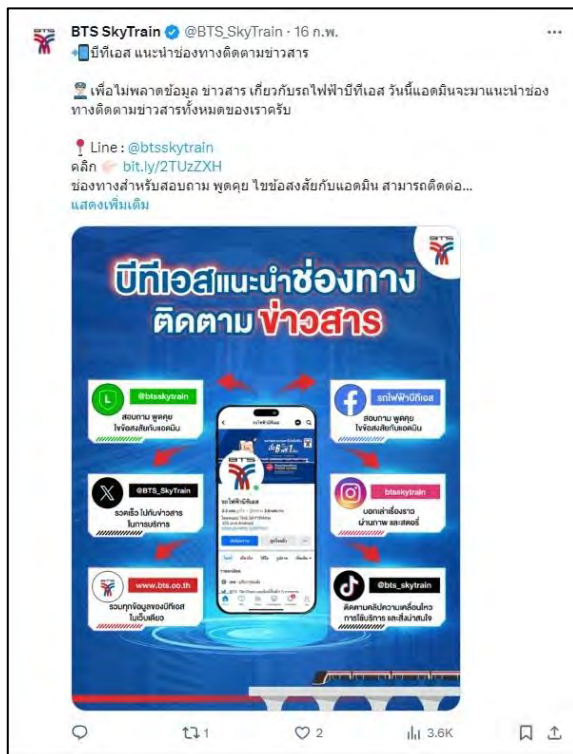 BTS SkyTrain @BTS_SkyTrain · 16 ก.พ.
บีทีเอส แนะนำช่องทางติดตามข่าวสาร
เพื่อไม่พลาดข้อมูล ข่าวสาร เกี่ยวกับรถไฟฟ้าบีทีเอส วันนี้แอดมินจะมาแนะนำช่อง
ทางติดตามข่าวสารทั้งหมดของเราครับ
Line : @btsskytrain
คลิก bit.ly/2TUzZXH
ช่องทางสำหรับสอบถาม พูดคุย ไขข้อสงสัยกับแอดมิน สามารถติดต่อ...
แสดงเพิ่มเติม
BTS
บีทีเอสแนะนำช่องทาง
ติดตาม ข่าวสาร
@btsskytrain
สอบถาม พูดคุย
ไขข้อสงสัยกับแอดมิน
รถไฟฟ้าบีทีเอส
สอบถาม พูดคุย
ไขข้อสงสัยกับแอดมิน
@BTS_SkyTrain
รวดเร็ว ไปกับข่าวสาร
ในการบริการ
btsskytrain
บอกเล่าเรื่องราว
ผ่านภาพ และสตอรี่
www.bts.co.th
รวมทุกข้อมูลของบีทีเอส
ในเว็บเดียว
@bts_skytrain
ติดตามคลิปความเคลื่อนไหว
การใช้บริการ และสิ่งน่าสนใจ
รถไฟฟ้าบีทีเอส
1 2 3.6K